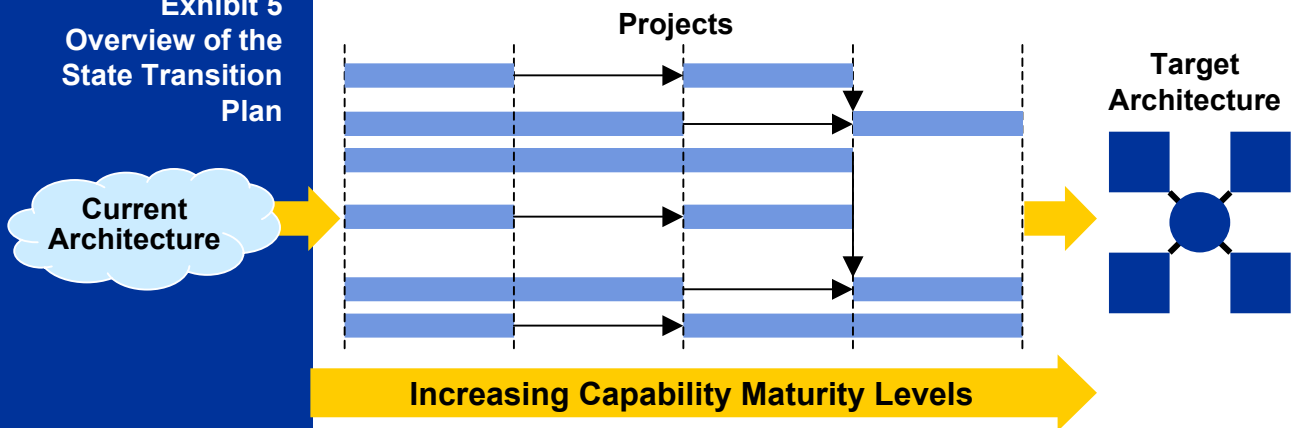 Exhibit 5
Overview of the
State Transition
Plan
Projects
Target
Architecture
Current
Architecture
Increasing Capability Maturity Levels